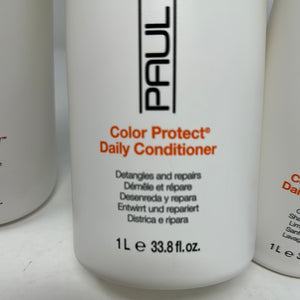 PAUL
Color Protect®
Daily Conditioner
Detangles and repairs
Démêle et répare
Desenreda y repara
Entwirrt und repariert
Districa e ripara
1 L ℮ 33.8 fl.oz.